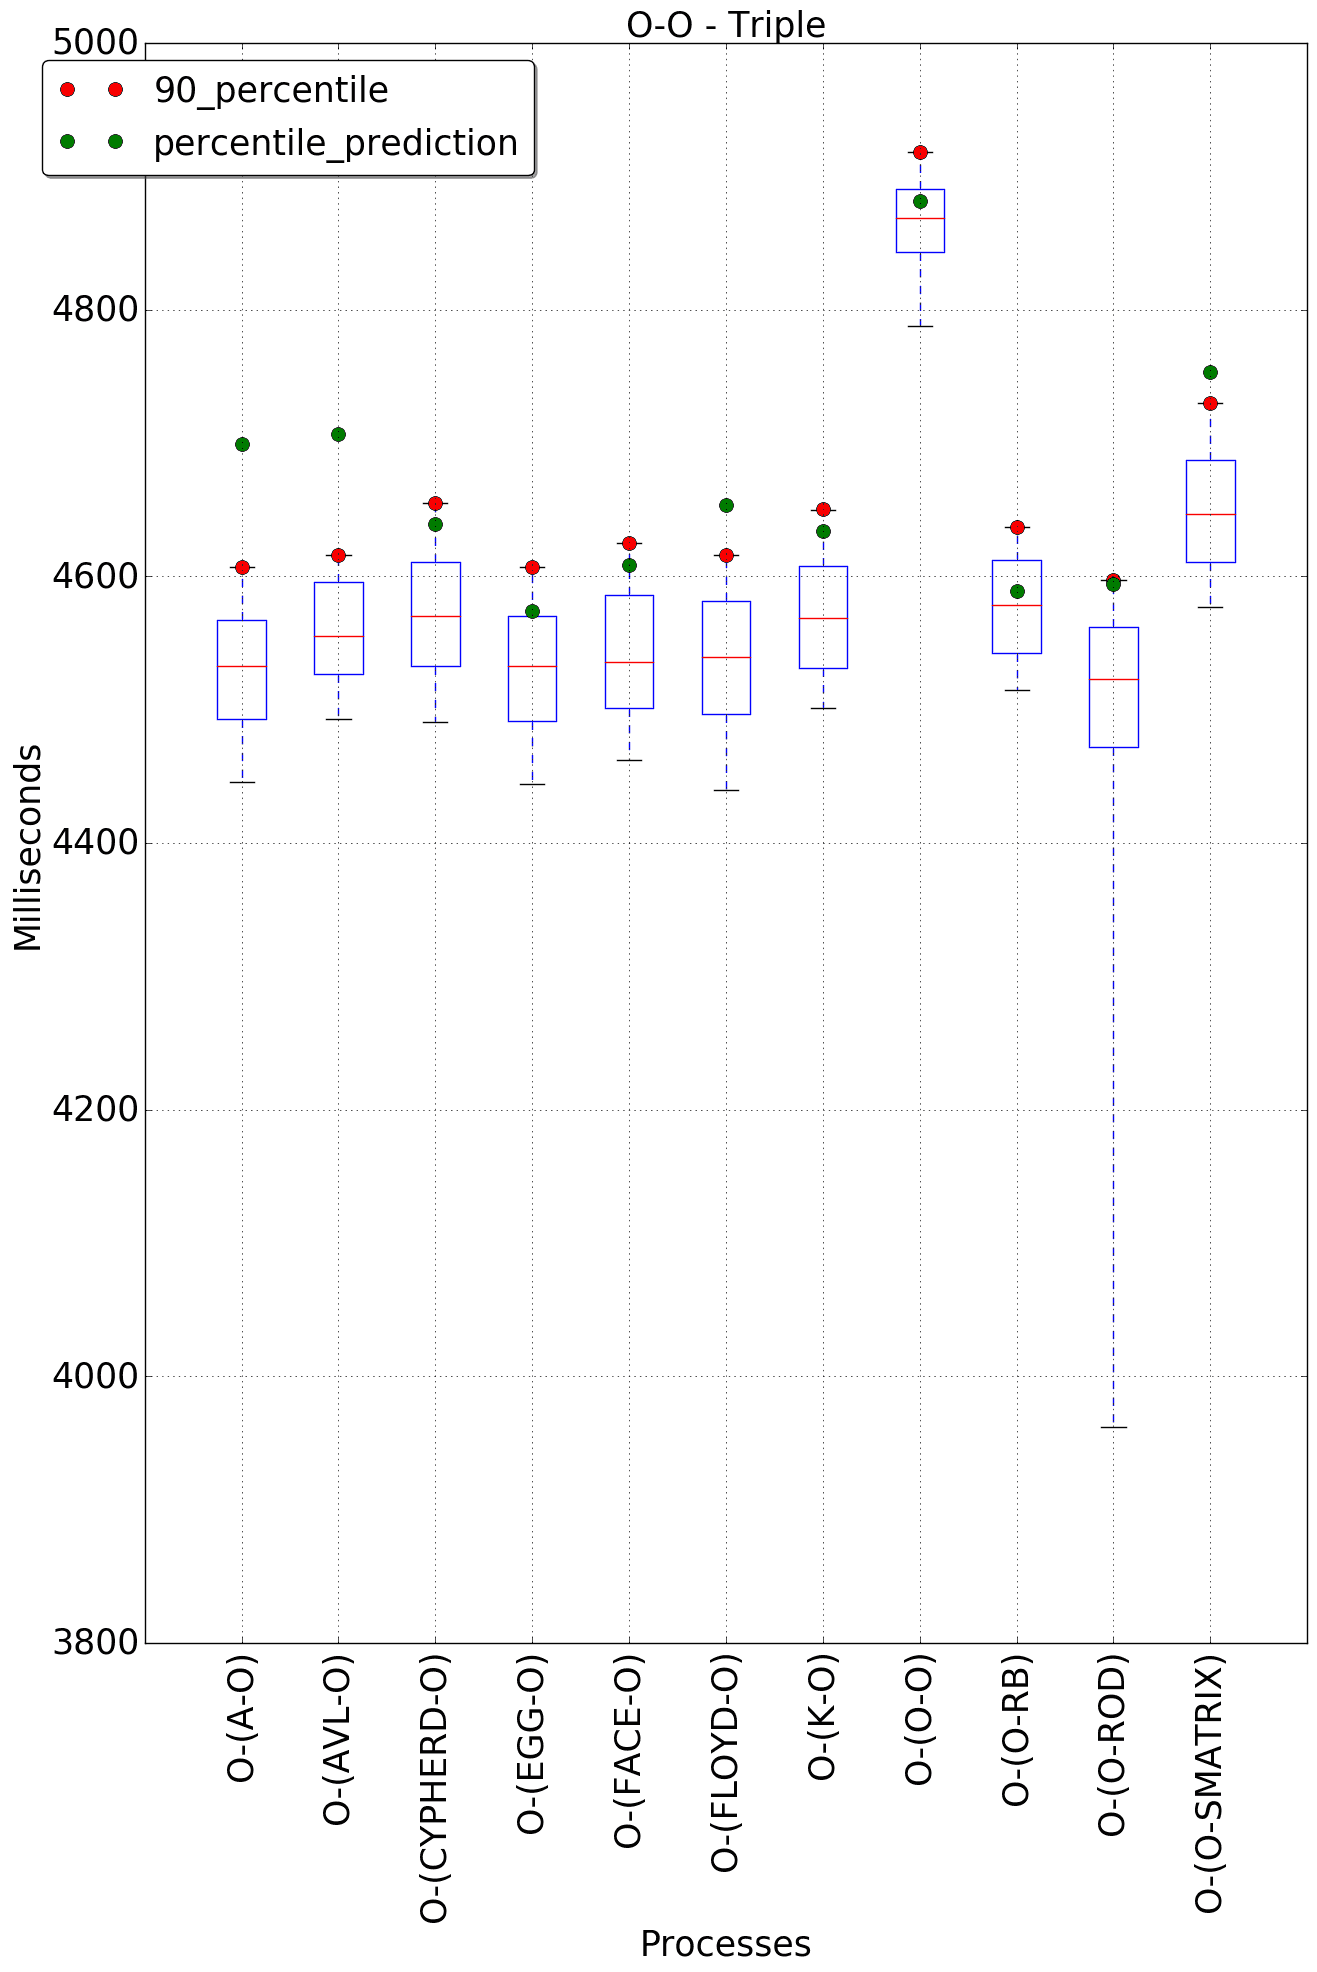 O-O - Triple
90_percentile
percentile_prediction
5000
4800
4600
4400
4200
4000
3800
Milliseconds
O-(A-O)
O-(AVL-O)
O-(CYPHERD-O)
O-(EGG-O)
O-(FACE-O)
O-(FLOYD-O)
O-(K-O)
O-(O-O)
O-(O-RB)
O-(O-ROD)
O-(O-SMATRIX)
Processes